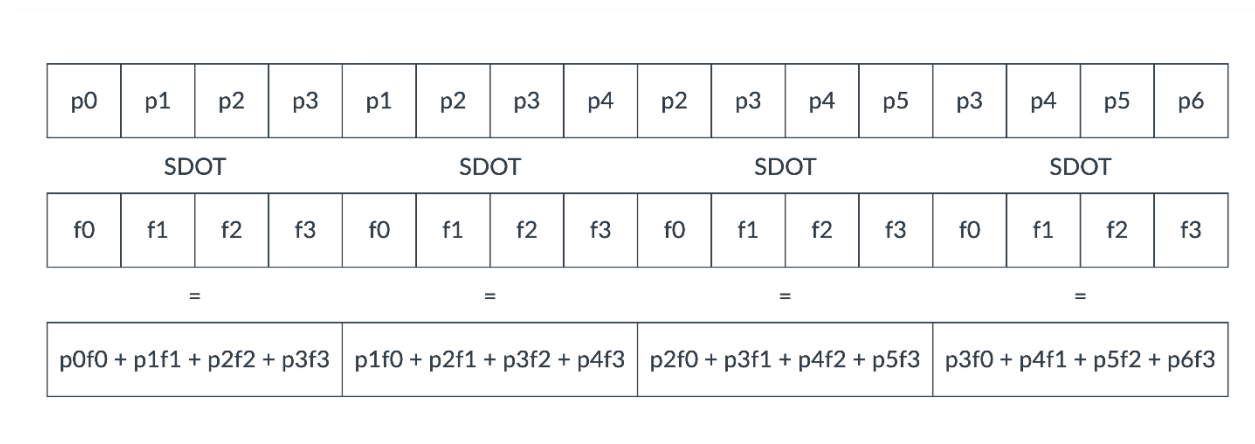 p0 p1 p2 p3 p1 p2 p3 p4 p2 p3 p4 p5 p3 p4 p5 p6
SDOT SDOT SDOT SDOT
f0 f1 f2 f3 f0 f1 f2 f3 f0 f1 f2 f3 f0 f1 f2 f3
= = = =
p0f0 + p1f1 + p2f2 + p3f3 p1f0 + p2f1 + p3f2 + p4f3 p2f0 + p3f1 + p4f2 + p5f3 p3f0 + p4f1 + p5f2 + p6f3